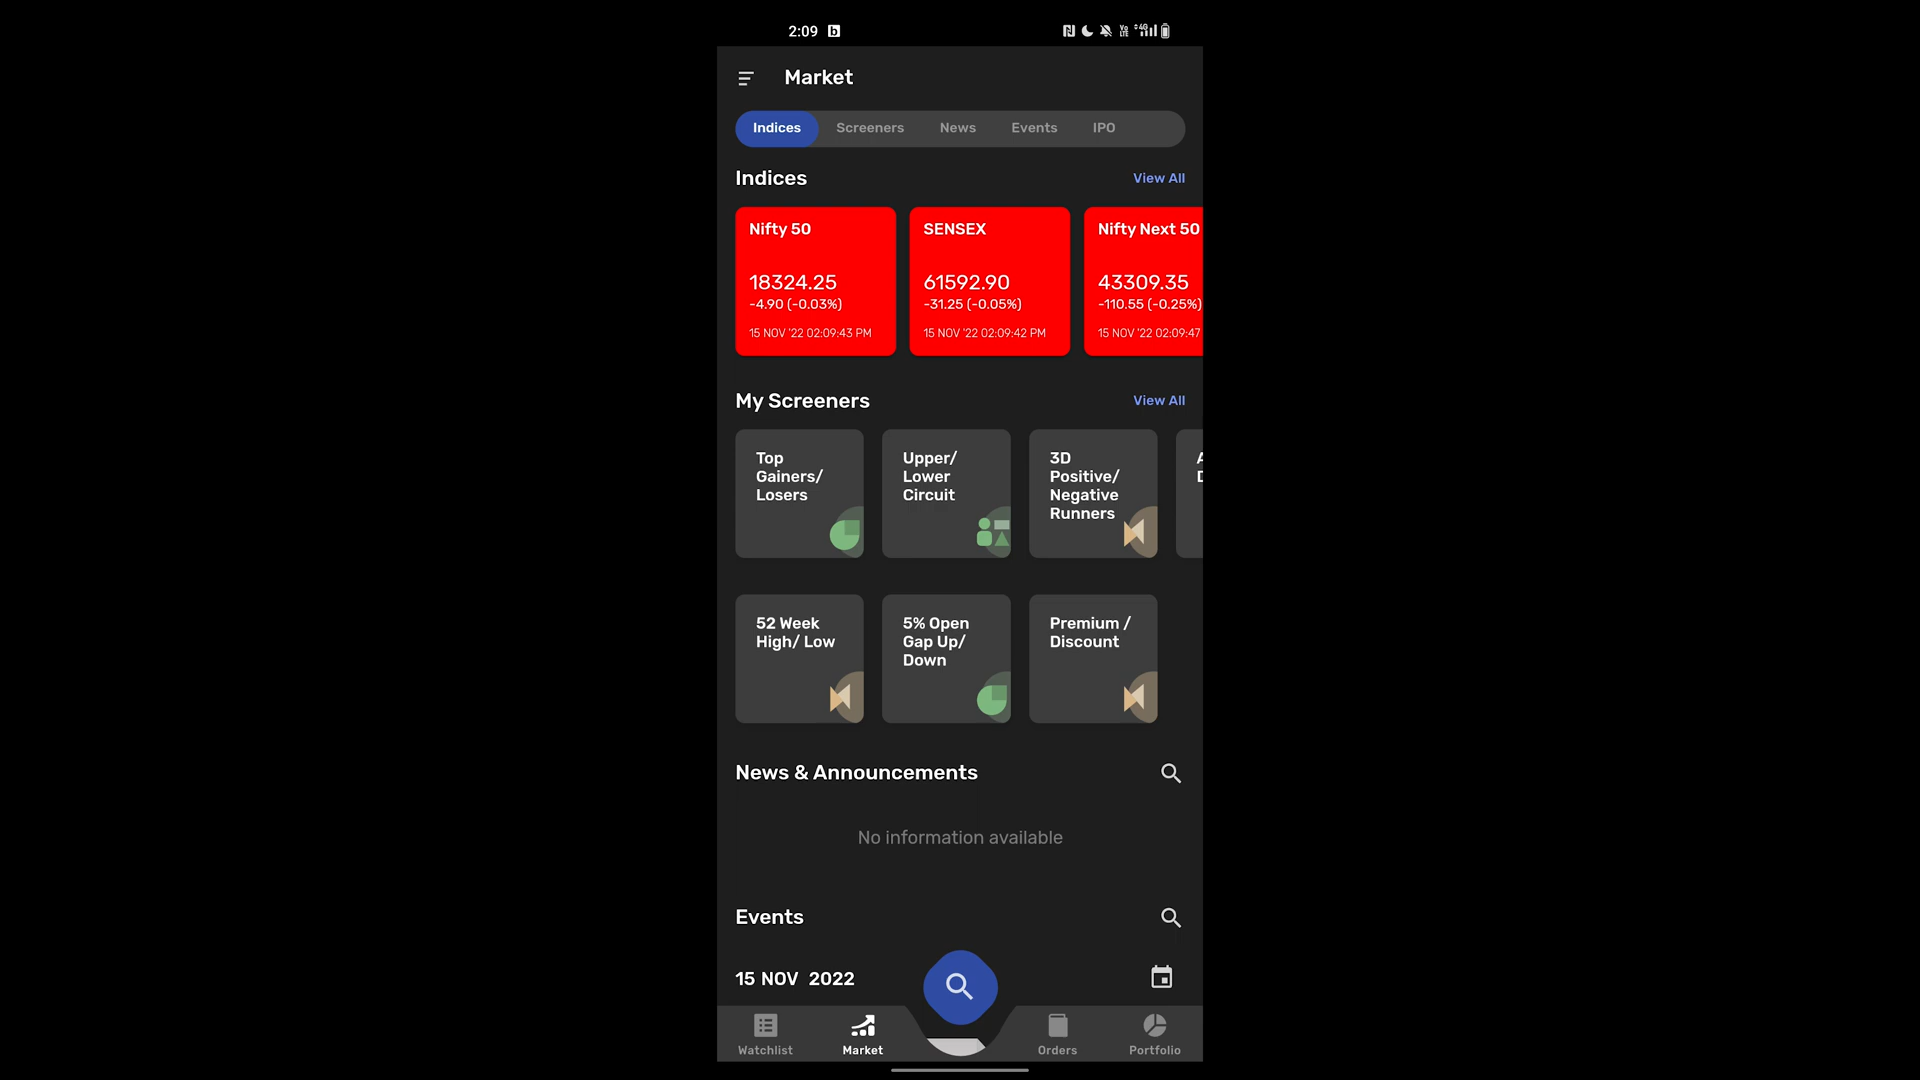 2:09
Market
Indices Screeners News Events IPO
Indices View All
Nifty 50 SENSEX Nifty Next 50
18324.25 61592.90 43309.35
-4.90 (-0.03%) -31.25 (-0.05%) -110.55 (-0.25%)
15 NOV '22 02:09:43 PM 15 NOV '22 02:09:42 PM 15 NOV '22 02:09:47
My Screeners View All
Top
Gainers/
Losers
Upper/
Lower
Circuit
3D
Positive/
Negative
Runners
52 Week
High/ Low
5% Open
Gap Up/
Down
Premium /
Discount
News & Announcements
No information available
Events
15 NOV 2022
Watchlist Market Orders Portfolio